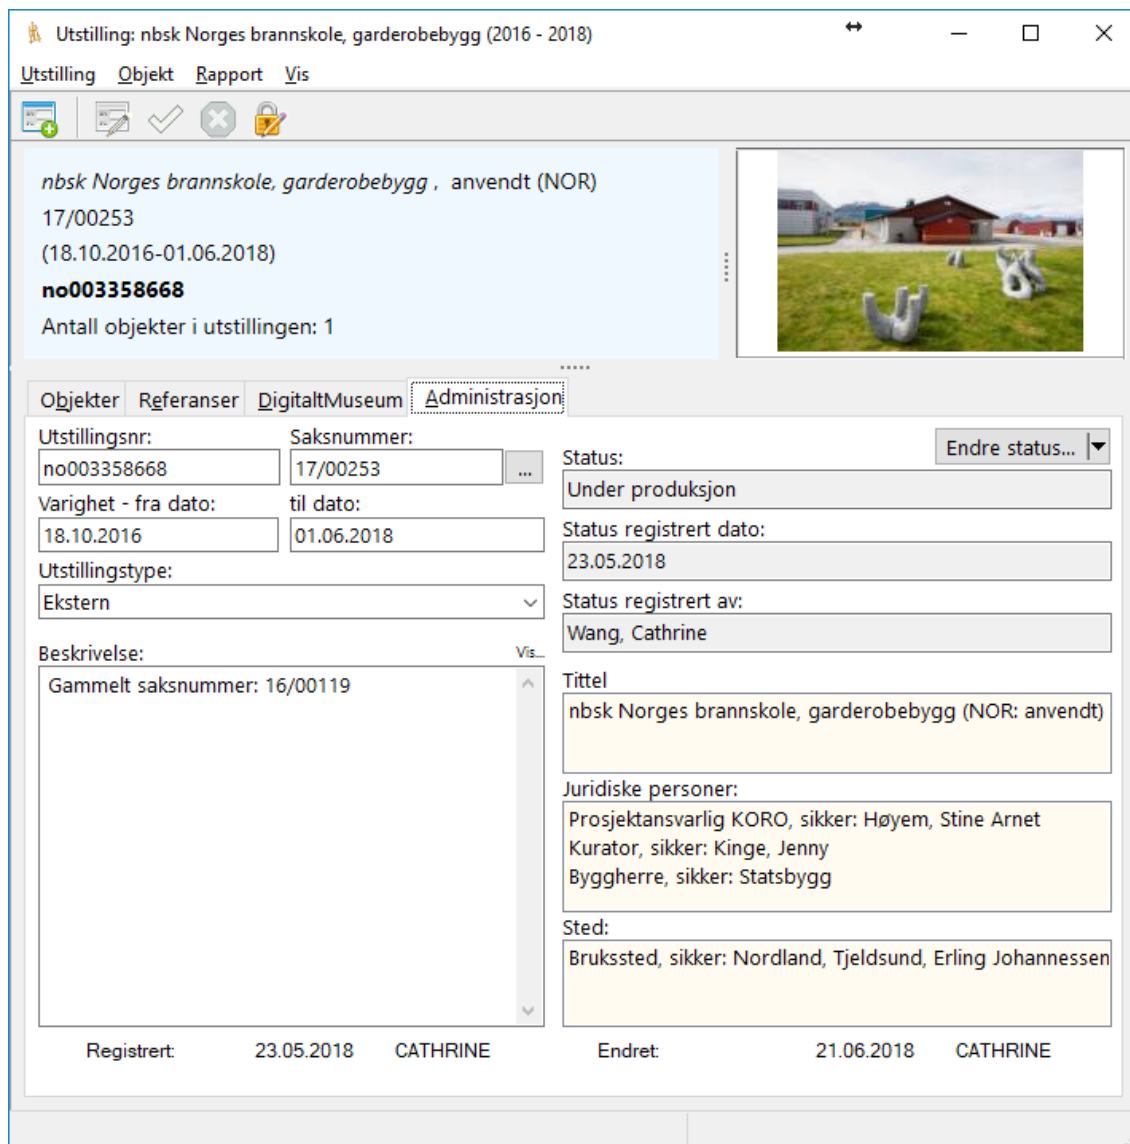 Utstilling: nbsk Norges brannskole, garderobebygg (2016 - 2018)
Utstilling Objekt Rapport Vis
nbsk Norges brannskole, garderobebygg , anvendt (NOR)
17/00253
(18.10.2016-01.06.2018)
no003358668
Antall objekter i utstillingen: 1
Objekter Referanser DigitaltMuseum Administrasjon
Utstillingsnr: Saksnummer:
no003358668 17/00253 ...
Varighet - fra dato: til dato:
18.10.2016 01.06.2018
Utstillingstype:
Ekstern
Beskrivelse: Vis...
Gammelt saksnummer: 16/00119
Endre status...
Status:
Under produksjon
Status registrert dato:
23.05.2018
Status registrert av:
Wang, Cathrine
Tittel
nbsk Norges brannskole, garderobebygg (NOR: anvendt)
Juridiske personer:
Prosjektansvarlig KORO, sikker: Høyem, Stine Arnet
Kurator, sikker: Kinge, Jenny
Byggherre, sikker: Statsbygg
Sted:
Brukssted, sikker: Nordland, Tjeldsund, Erling Johannessen
Registrert: 23.05.2018 CATHRINE Endret: 21.06.2018 CATHRINE